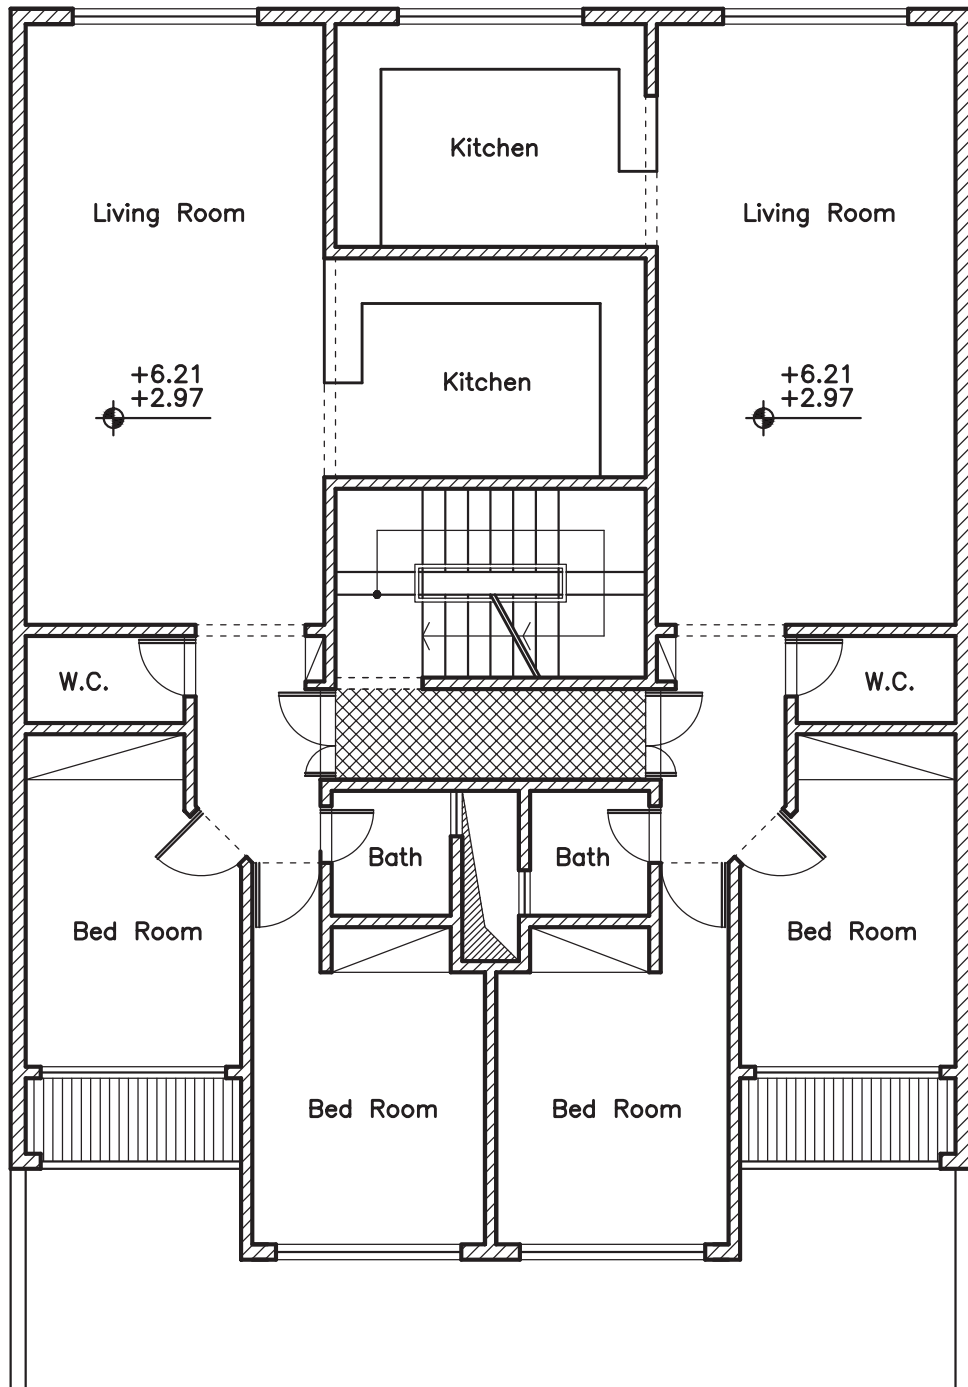 Kitchen
Living Room
Living Room
+6.21
+2.97
Kitchen
+6.21
+2.97
W.C.
W.C.
Bath
Bath
Bed Room
Bed Room
Bed Room
Bed Room